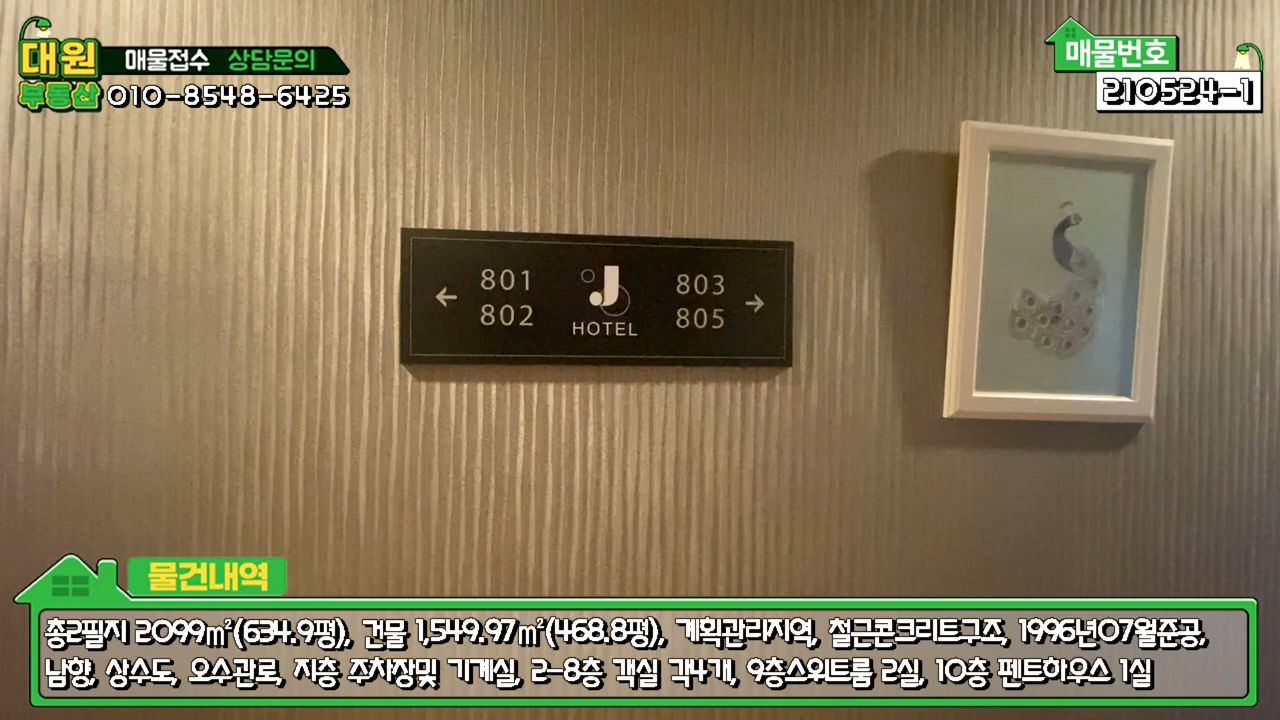 대원 매물접수 상담문의
부동산 010-8548-6425
매물번호
210524-1
← 801 J 803 →
802 HOTEL 805
물건내역
총2필지 2099㎡(634.9평), 건물 1,549.97㎡(468.8평), 계획관리지역, 철근콘크리트구조, 1996년07월준공,
남향, 상수도, 오수관로, 지층 주차장및 기계실, 2-8층 객실 각4개, 9층스위트룸 2실, 10층 펜트하우스 1실